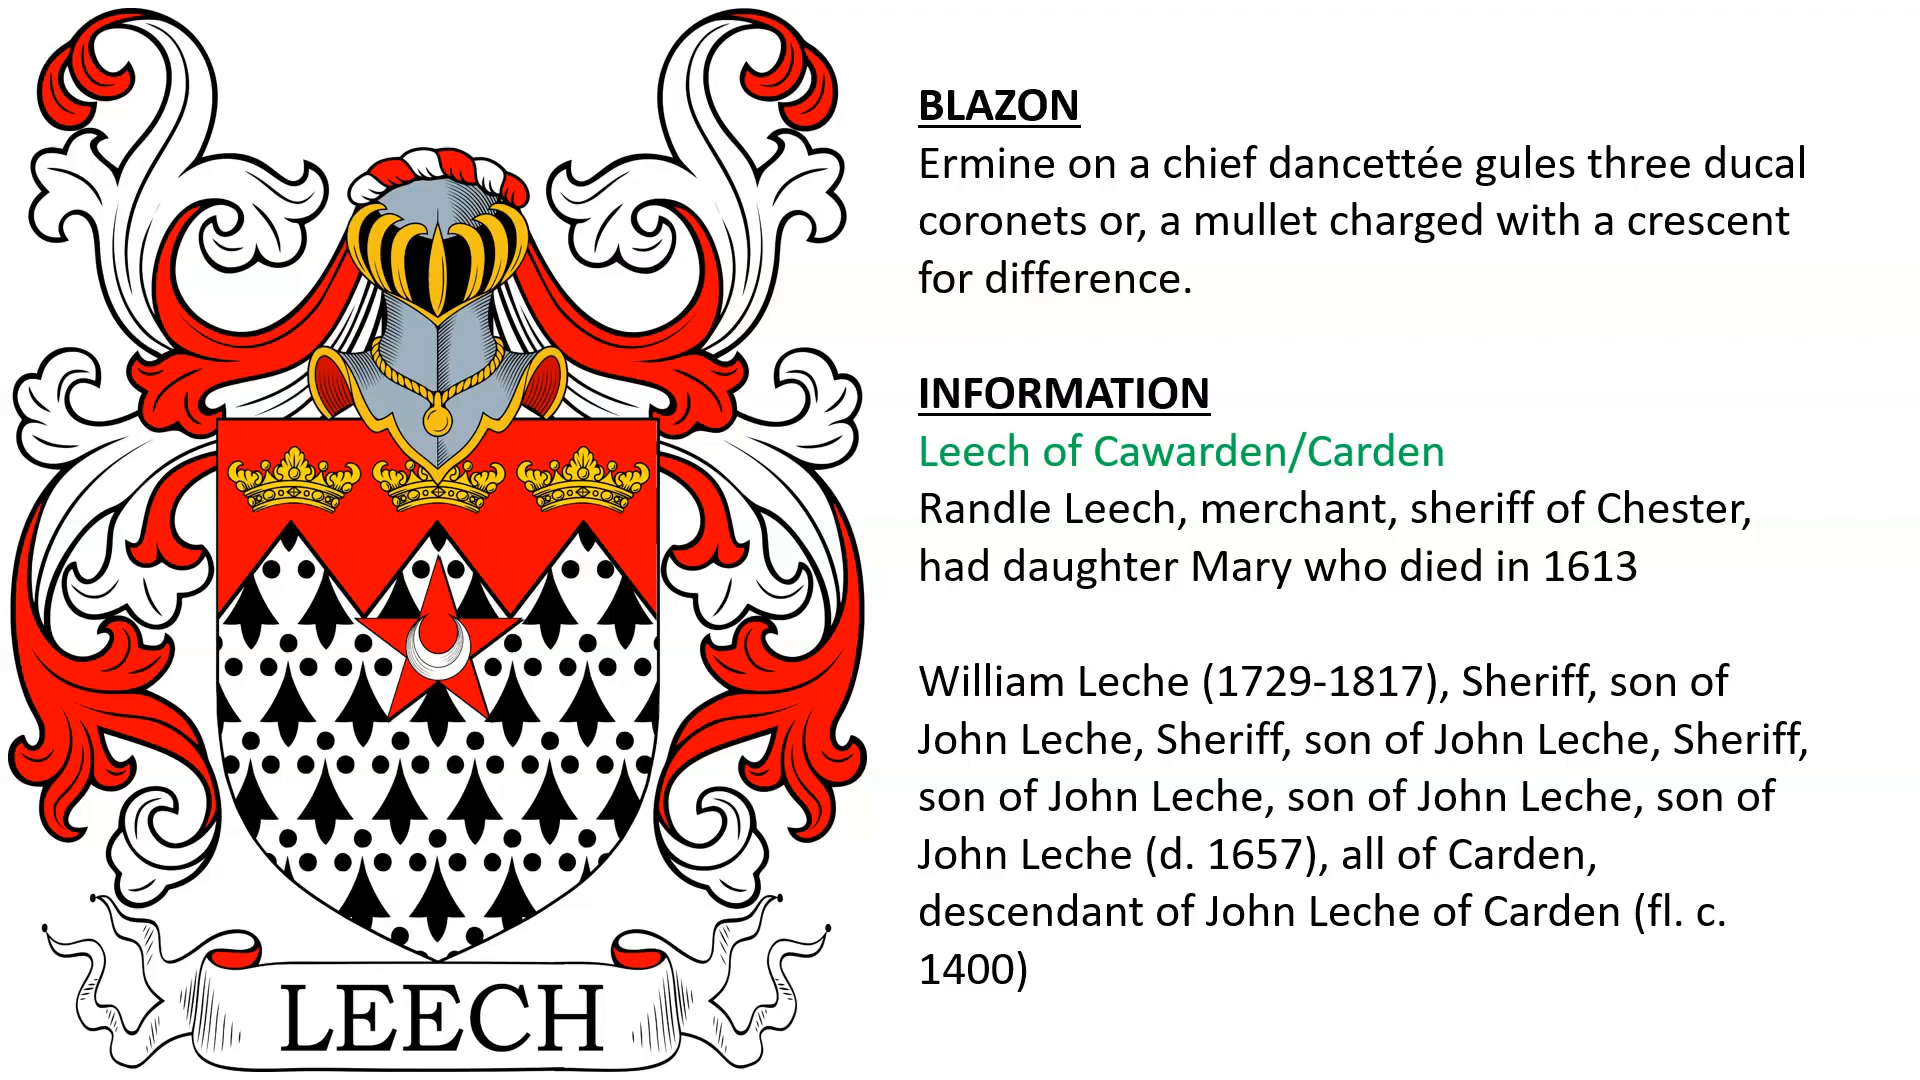 BLAZON
Ermine on a chief dancettée gules three ducal
coronets or, a mullet charged with a crescent
for difference.
INFORMATION
Leech of Cawarden/Carden
Randle Leech, merchant, sheriff of Chester,
had daughter Mary who died in 1613
William Leche (1729-1817), Sheriff, son of
John Leche, Sheriff, son of John Leche, Sheriff,
son of John Leche, son of John Leche, son of
John Leche (d. 1657), all of Carden,
descendant of John Leche of Carden (fl. c.
1400)
LEECH